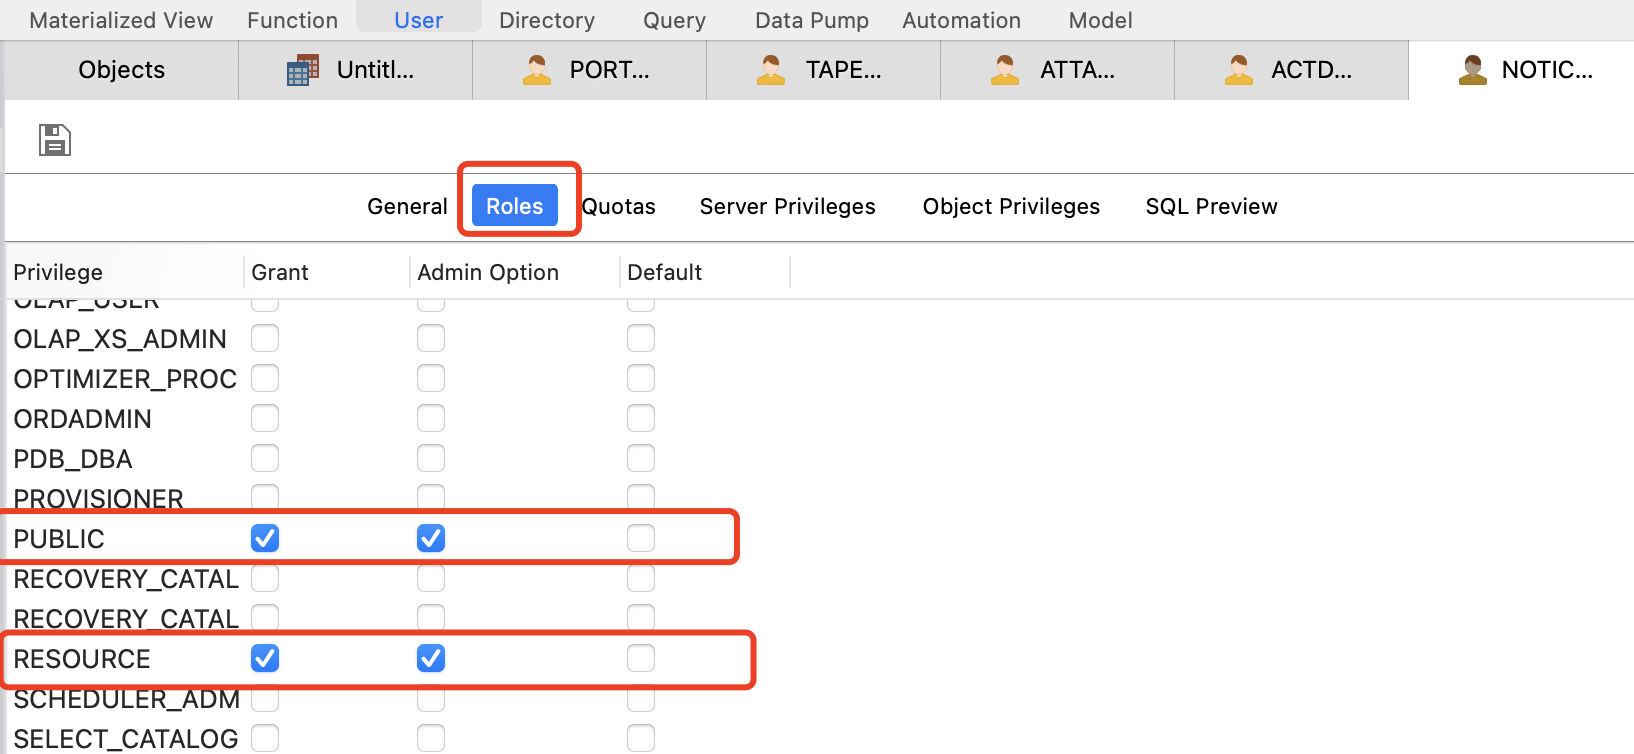 Materialized View Function User Directory Query Data Pump Automation Model
Objects Untitl... PORT... TAPE... ATTA... ACTD... NOTIC...
General Roles Quotas Server Privileges Object Privileges SQL Preview
Privilege Grant Admin Option Default
OLAP_USER
OLAP_XS_ADMIN
OPTIMIZER_PROC
ORDADMIN
PDB_DBA
PROVISIONER
PUBLIC
RECOVERY_CATAL
RECOVERY_CATAL
RESOURCE
SCHEDULER_ADM
SELECT_CATALOG